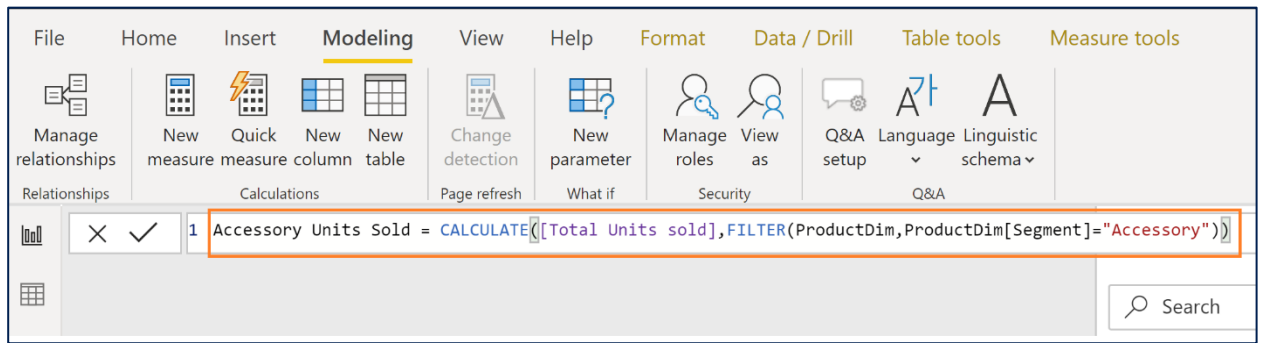 File Home Insert Modeling View Help Format Data / Drill Table tools Measure tools
Manage relationships
New measure
Quick measure
New column
New table
Change detection
New parameter
Manage roles
View as
Q&A setup
A가 Language
A Linguistic schema
Relationships Calculations Page refresh What if Security Q&A
1 Accessory Units Sold = CALCULATE([Total Units sold],FILTER(ProductDim,ProductDim[Segment]="Accessory"))
Search